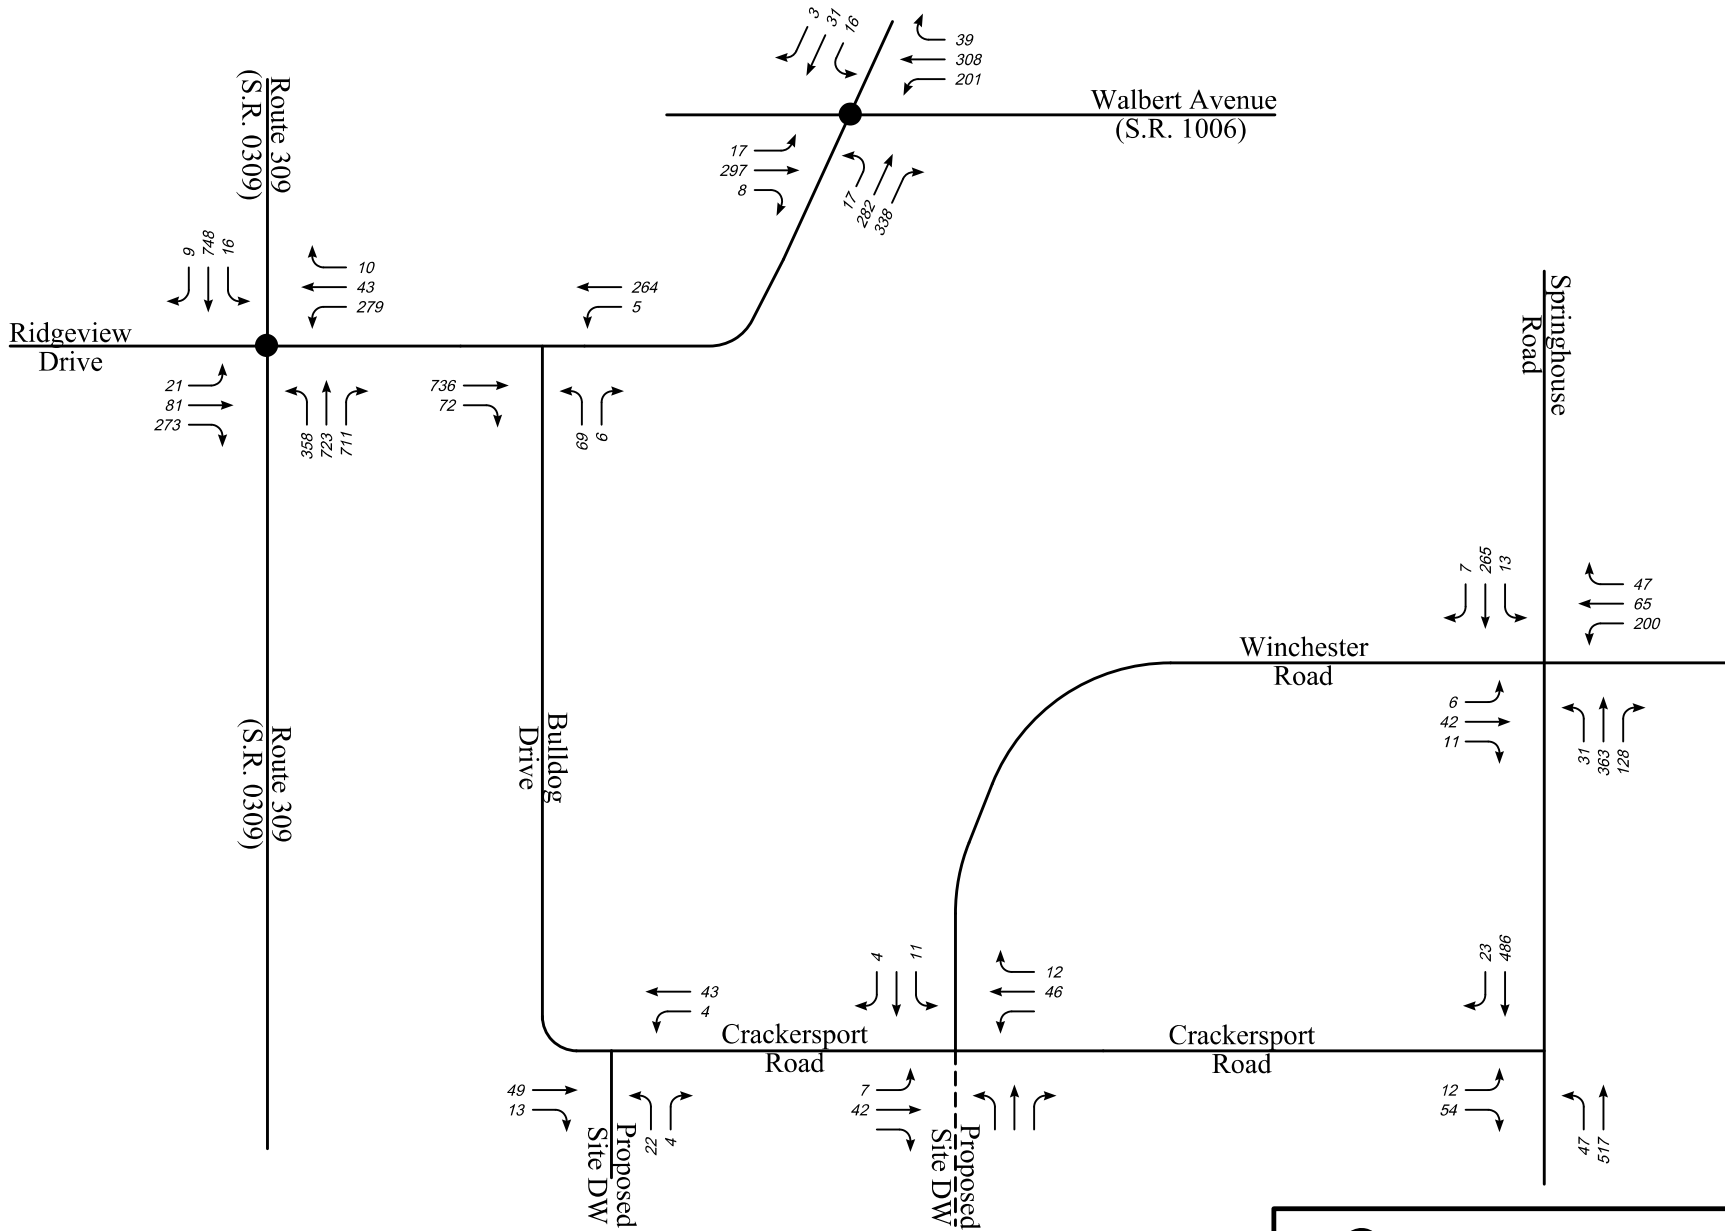 3
31
16
39
308
201
Walbert Avenue
(S.R. 1006)
17
297
8
17
282
338
Route 309
(S.R. 0309)
9
748
16
10
43
279
264
5
Ridgeview
Drive
21
81
273
358
723
711
736
72
69
6
Springhouse
Road
7
265
13
47
65
200
Winchester
Road
6
42
11
31
363
128
Route 309
(S.R. 0309)
Bulldog
Drive
43
4
4
11
12
46
23
486
Crackersport
Road
Crackersport
Road
49
13
22
4
Proposed
Site DW
7
42
Proposed
Site DW
12
54
47
517